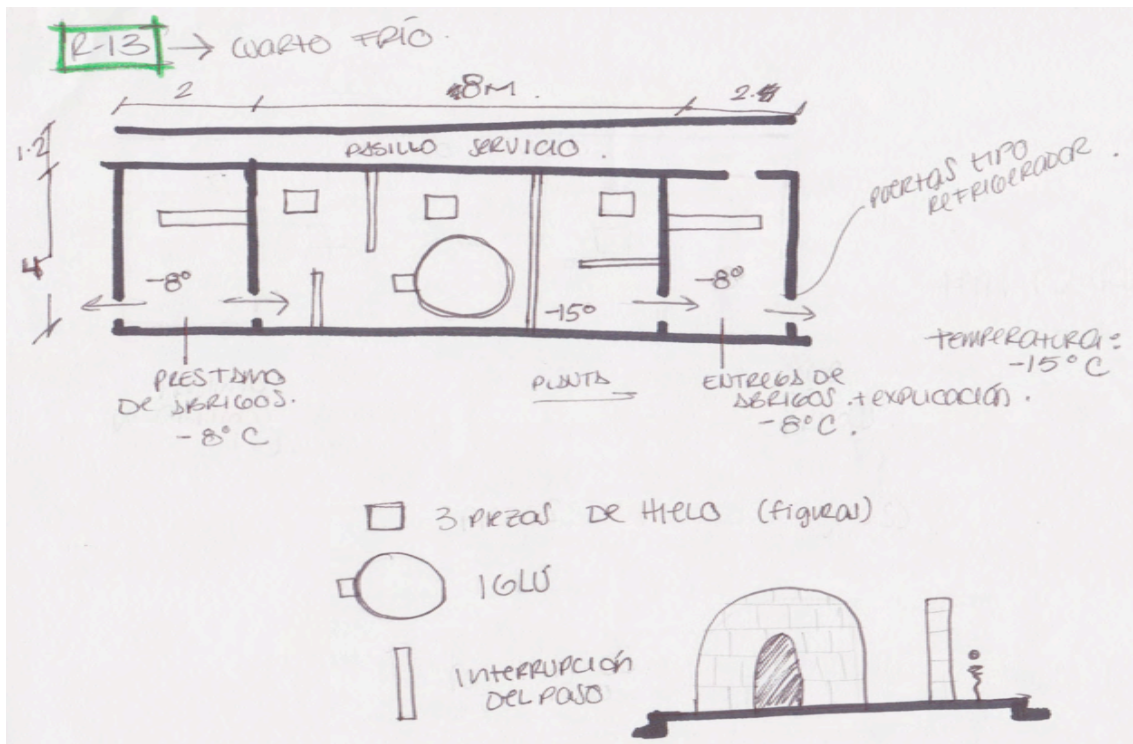 R-13 → CUARTO FRÍO.
2
8M.
2.
1.2
PASILLO SERVICIO.
PUERTAS TIPO
REFRIGERADOR.
4
-8°
-15°
-8°
TEMPERATURA:
-15°C
PRESTAMO
DE ABRIGOS.
-8°C
PLANTA
ENTREGA DE
ABRIGOS. + EXPLICACIÓN.
-8°C.
3 PIEZAS DE HIELO (figuras)
IGLÚ
INTERRUPCIÓN
DEL PASO